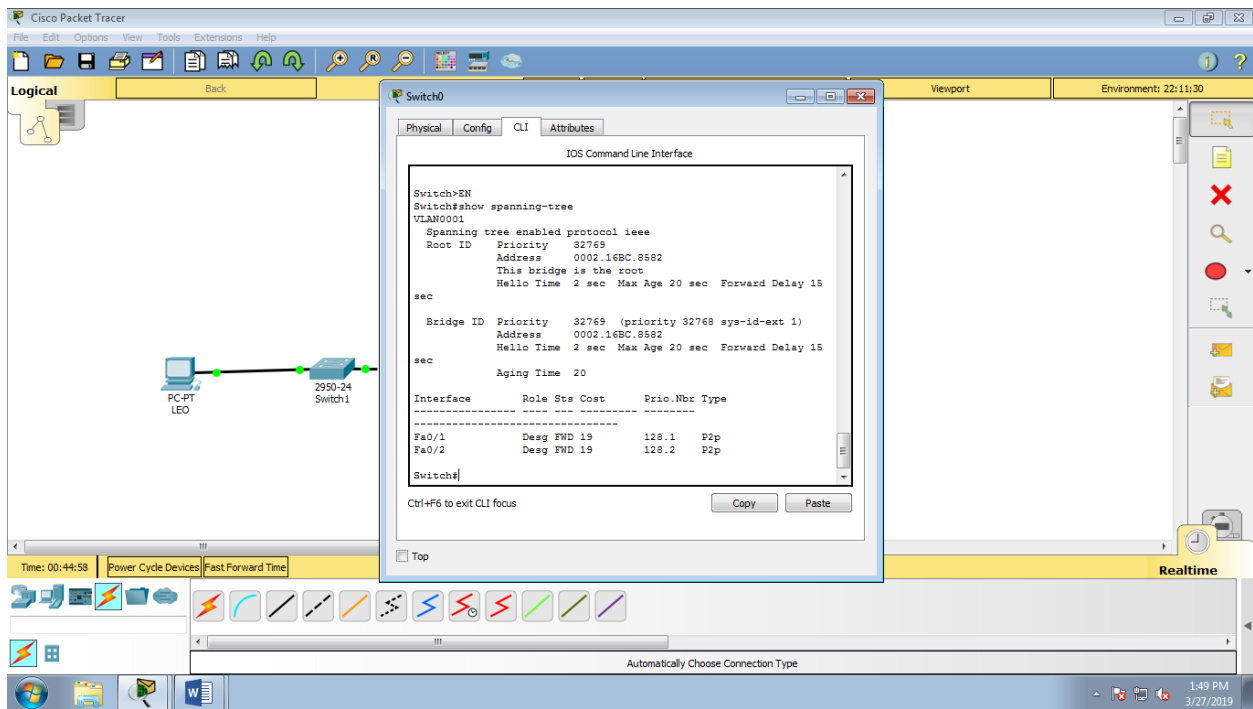 Cisco Packet Tracer
File Edit Options View Tools Extensions Help
Logical
Back
Viewport
Environment: 22:11:30
Switch0
Physical Config CLI Attributes
IOS Command Line Interface
Switch>EN
Switch#show spanning-tree
VLAN0001
Spanning tree enabled protocol ieee
Root ID Priority 32769
Address 0002.16BC.8582
This bridge is the root
Hello Time 2 sec Max Age 20 sec Forward Delay 15
sec
Bridge ID Priority 32769 (priority 32768 sys-id-ext 1)
Address 0002.16BC.8582
Hello Time 2 sec Max Age 20 sec Forward Delay 15
sec
Aging Time 20
Interface Role Sts Cost Prio.Nbr Type
---------------- ---- --- --------- --------
--------------------------------
Fa0/1 Desg FWD 19 128.1 P2p
Fa0/2 Desg FWD 19 128.2 P2p
Switch#
Ctrl+F6 to exit CLI focus
Copy
Paste
Top
PC-PT
LEO
2950-24
Switch1
Time: 00:44:58
Power Cycle Devices
Fast Forward Time
Realtime
Automatically Choose Connection Type
1:49 PM
3/27/2019